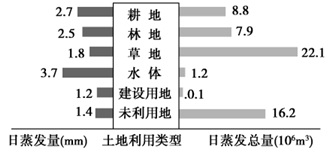 2.7 耕地 8.8
2.5 林地 7.9
1.8 草地 22.1
3.7 水体 1.2
1.2 建设用地 .0.1
1.4 未利用地 16.2
日蒸发量(mm) 土地利用类型 日蒸发总量(10⁶m³)